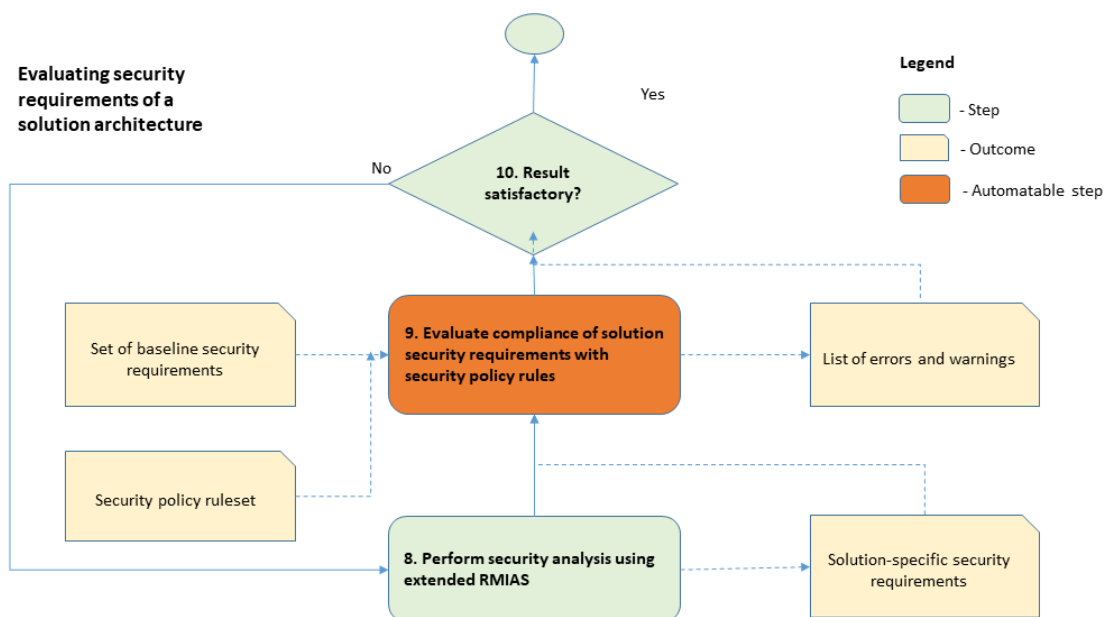 Evaluating security
requirements of a
solution architecture
Yes
Legend
- Step
- Outcome
- Automatable step
No
10. Result
satisfactory?
Set of baseline security
requirements
9. Evaluate compliance of solution
security requirements with
security policy rules
List of errors and warnings
Security policy ruleset
8. Perform security analysis using
extended RMIAS
Solution-specific security
requirements